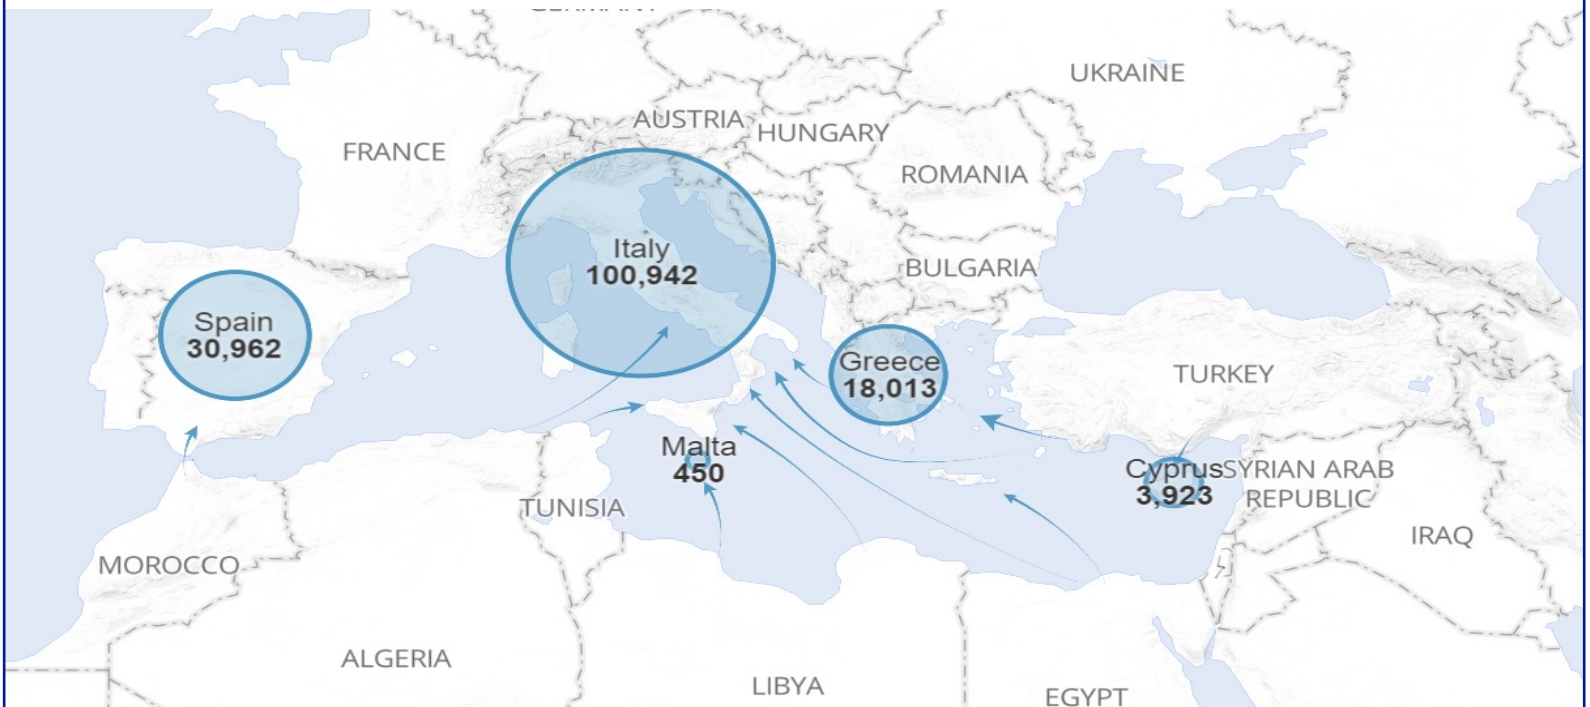 GERMANY
UKRAINE
AUSTRIA
HUNGARY
FRANCE
ROMANIA
Italy
100,942
BULGARIA
Spain
30,962
Greece
18,013
TURKEY
Malta
450
Cyprus
3,923
SYRIAN ARAB
REPUBLIC
TUNISIA
IRAQ
MOROCCO
ALGERIA
LIBYA
EGYPT